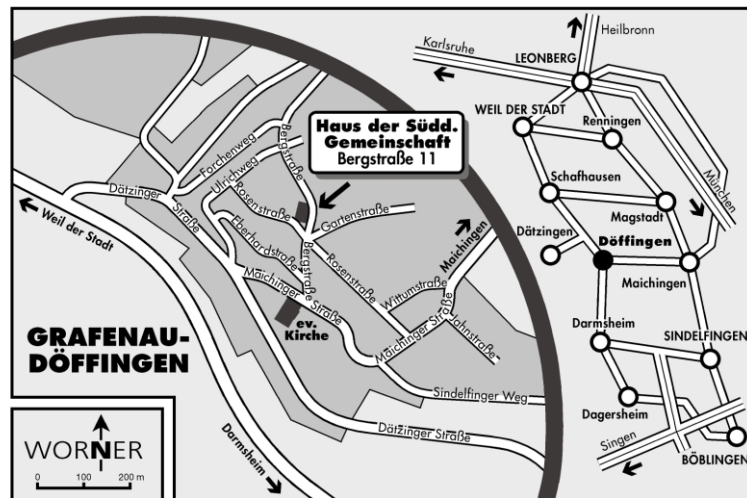 Heilbronn
Karlsruhe
LEONBERG
WEIL DER STADT
Renningen
München
Schafhausen
Magstadt
Dätzingen
Döffingen
Maichingen
Darmsheim
SINDELFINGEN
Dagersheim
Singen
BÖBLINGEN
Haus der Südd.
Gemeinschaft
Bergstraße 11
Forchenweg
Bergstraße
Ulrichweg
Rosenstraße
Gartenstraße
Dätzinger
Straße
Weil der Stadt
Eberhardstraße
Bergstraße
Rosenstraße
Maichingen
Wittumstraße
Maichinger Straße
ev.
Kirche
Maichinger Straße
Jahnstraße
Sindelfinger Weg
Dätzinger Straße
Darmsheim
GRAFENAU-
DÖFFINGEN
WORNER
0 100 200 m